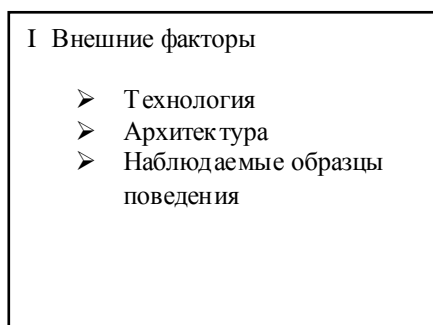 I Внешние факторы
➢ Технология
➢ Архитектура
➢ Наблюдаемые образцы
поведения